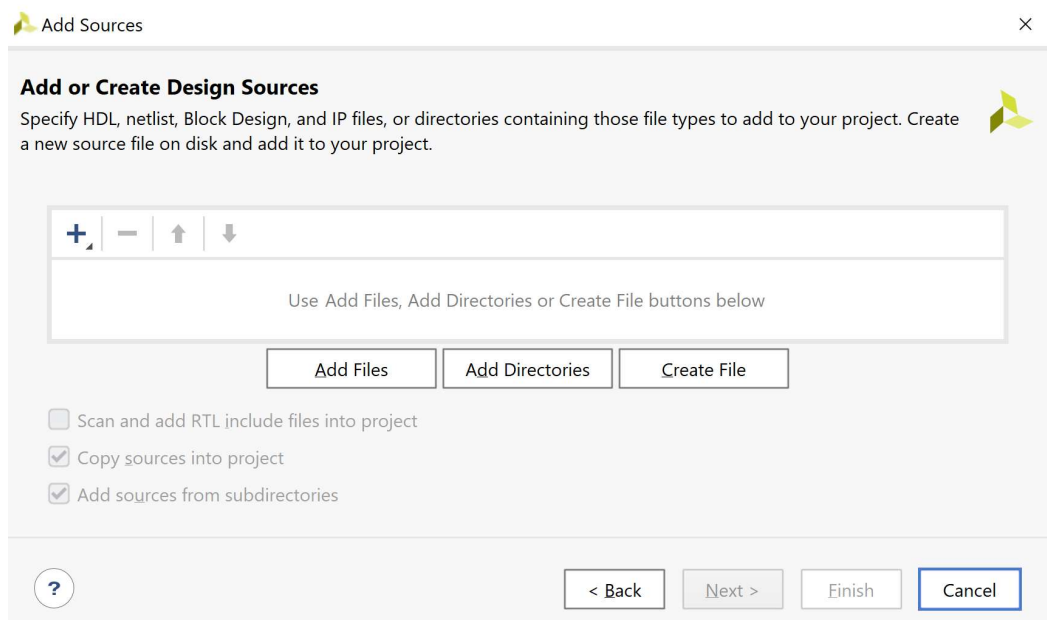 Add Sources
Add or Create Design Sources
Specify HDL, netlist, Block Design, and IP files, or directories containing those file types to add to your project. Create
a new source file on disk and add it to your project.
Use Add Files, Add Directories or Create File buttons below
Add Files
Add Directories
Create File
Scan and add RTL include files into project
Copy sources into project
Add sources from subdirectories
?
< Back
Next >
Finish
Cancel